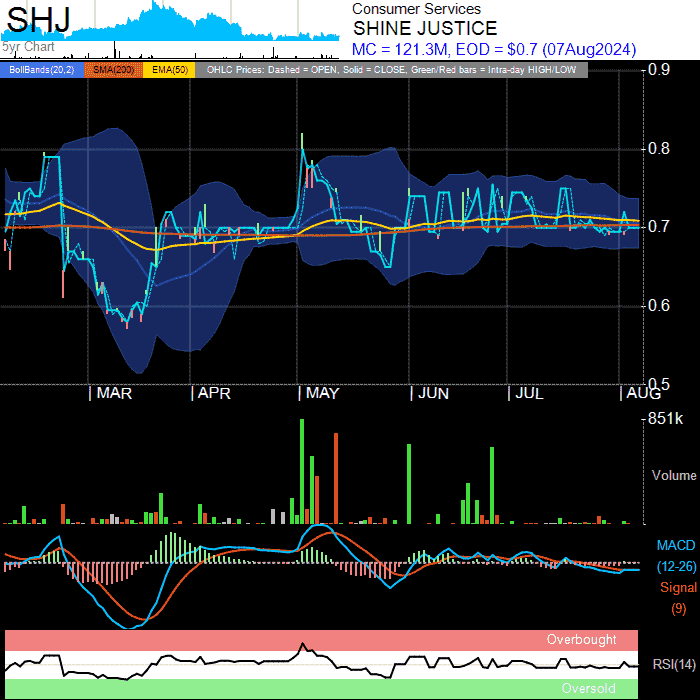 SHJ
5yr Chart
Consumer Services
SHINE JUSTICE
MC = 121.3M, EOD = $0.7 (07Aug2024)
BollBands(20,2) SMA(200) EMA(50) OHLC Prices: Dashed = OPEN, Solid = CLOSE, Green/Red bars = Intra-day HIGH/LOW
0.9
0.8
0.7
0.6
0.5
MAR APR MAY JUN JUL AUG
851k
Volume
MACD
(12-26)
Signal
(9)
Overbought
RSI(14)
Oversold